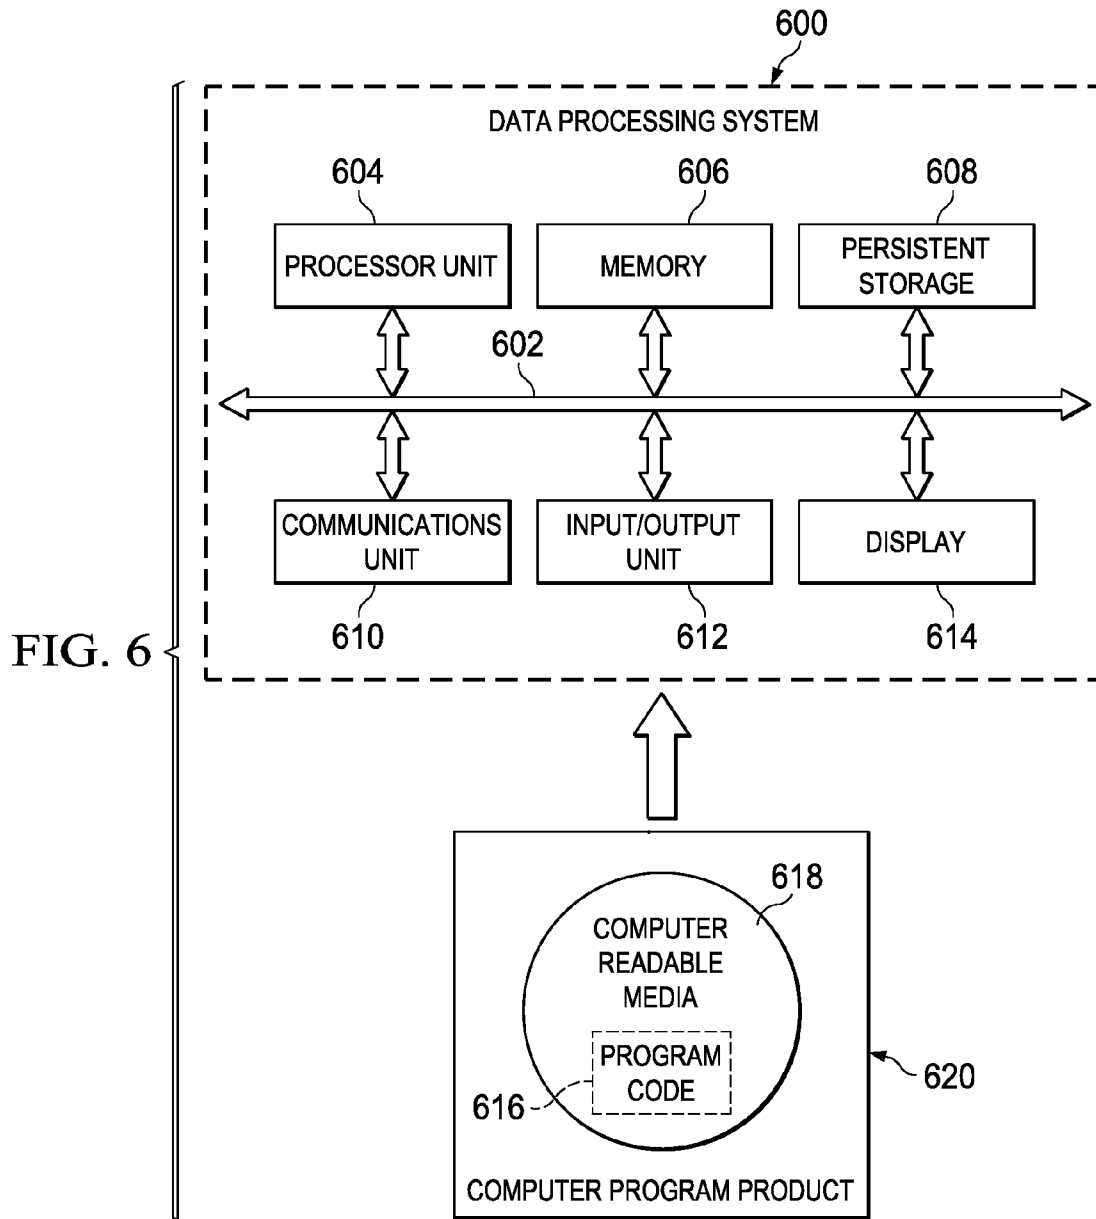 600
DATA PROCESSING SYSTEM
604
606
608
PROCESSOR UNIT
MEMORY
PERSISTENT
STORAGE
602
COMMUNICATIONS
UNIT
INPUT/OUTPUT
UNIT
DISPLAY
610
612
614
FIG. 6
618
COMPUTER
READABLE
MEDIA
PROGRAM
CODE
616
620
COMPUTER PROGRAM PRODUCT